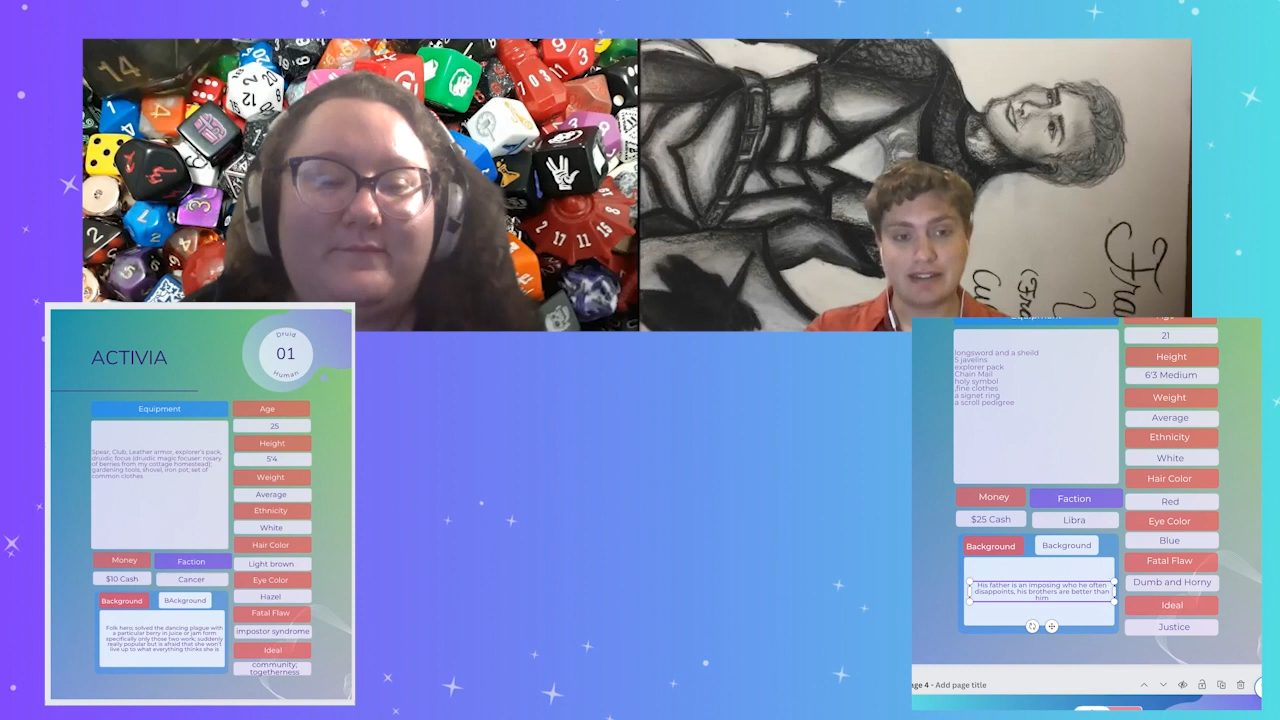 ACTIVIA
Druid
01
Human
Equipment
Spear, Club, Leather armor, explorer's pack,
druidic focus (druidic magic focuser: rosary
of berries from my cottage homestead);
gardening tools; shovel, iron pot, set of
common clothes
Age
25
Height
5'4
Weight
Average
Ethnicity
White
Hair Color
Light brown
Eye Color
Hazel
Fatal Flaw
impostor syndrome
Ideal
community;
togetherness
Money
Faction
$10 Cash
Cancer
Background
BAckground
Folk hero; solved the dancing plague with
a particular berry in juice or jam form
specifically only those two work; suddenly
really popular but is afraid that she won't
live up to what everything thinks she is
longsword and a sheild
5 javelins
explorer pack
Chain Mail
holy symbol
,fine clothes
a signet ring
a scroll pedigree
21
Height
6'3 Medium
Weight
Average
Ethnicity
White
Hair Color
Red
Eye Color
Blue
Fatal Flaw
Dumb and Horny
Ideal
Justice
Money
Faction
$25 Cash
Libra
Background
Background
His father is an imposing who he often
disappoints, his brothers are better than
him
age 4 - Add page title